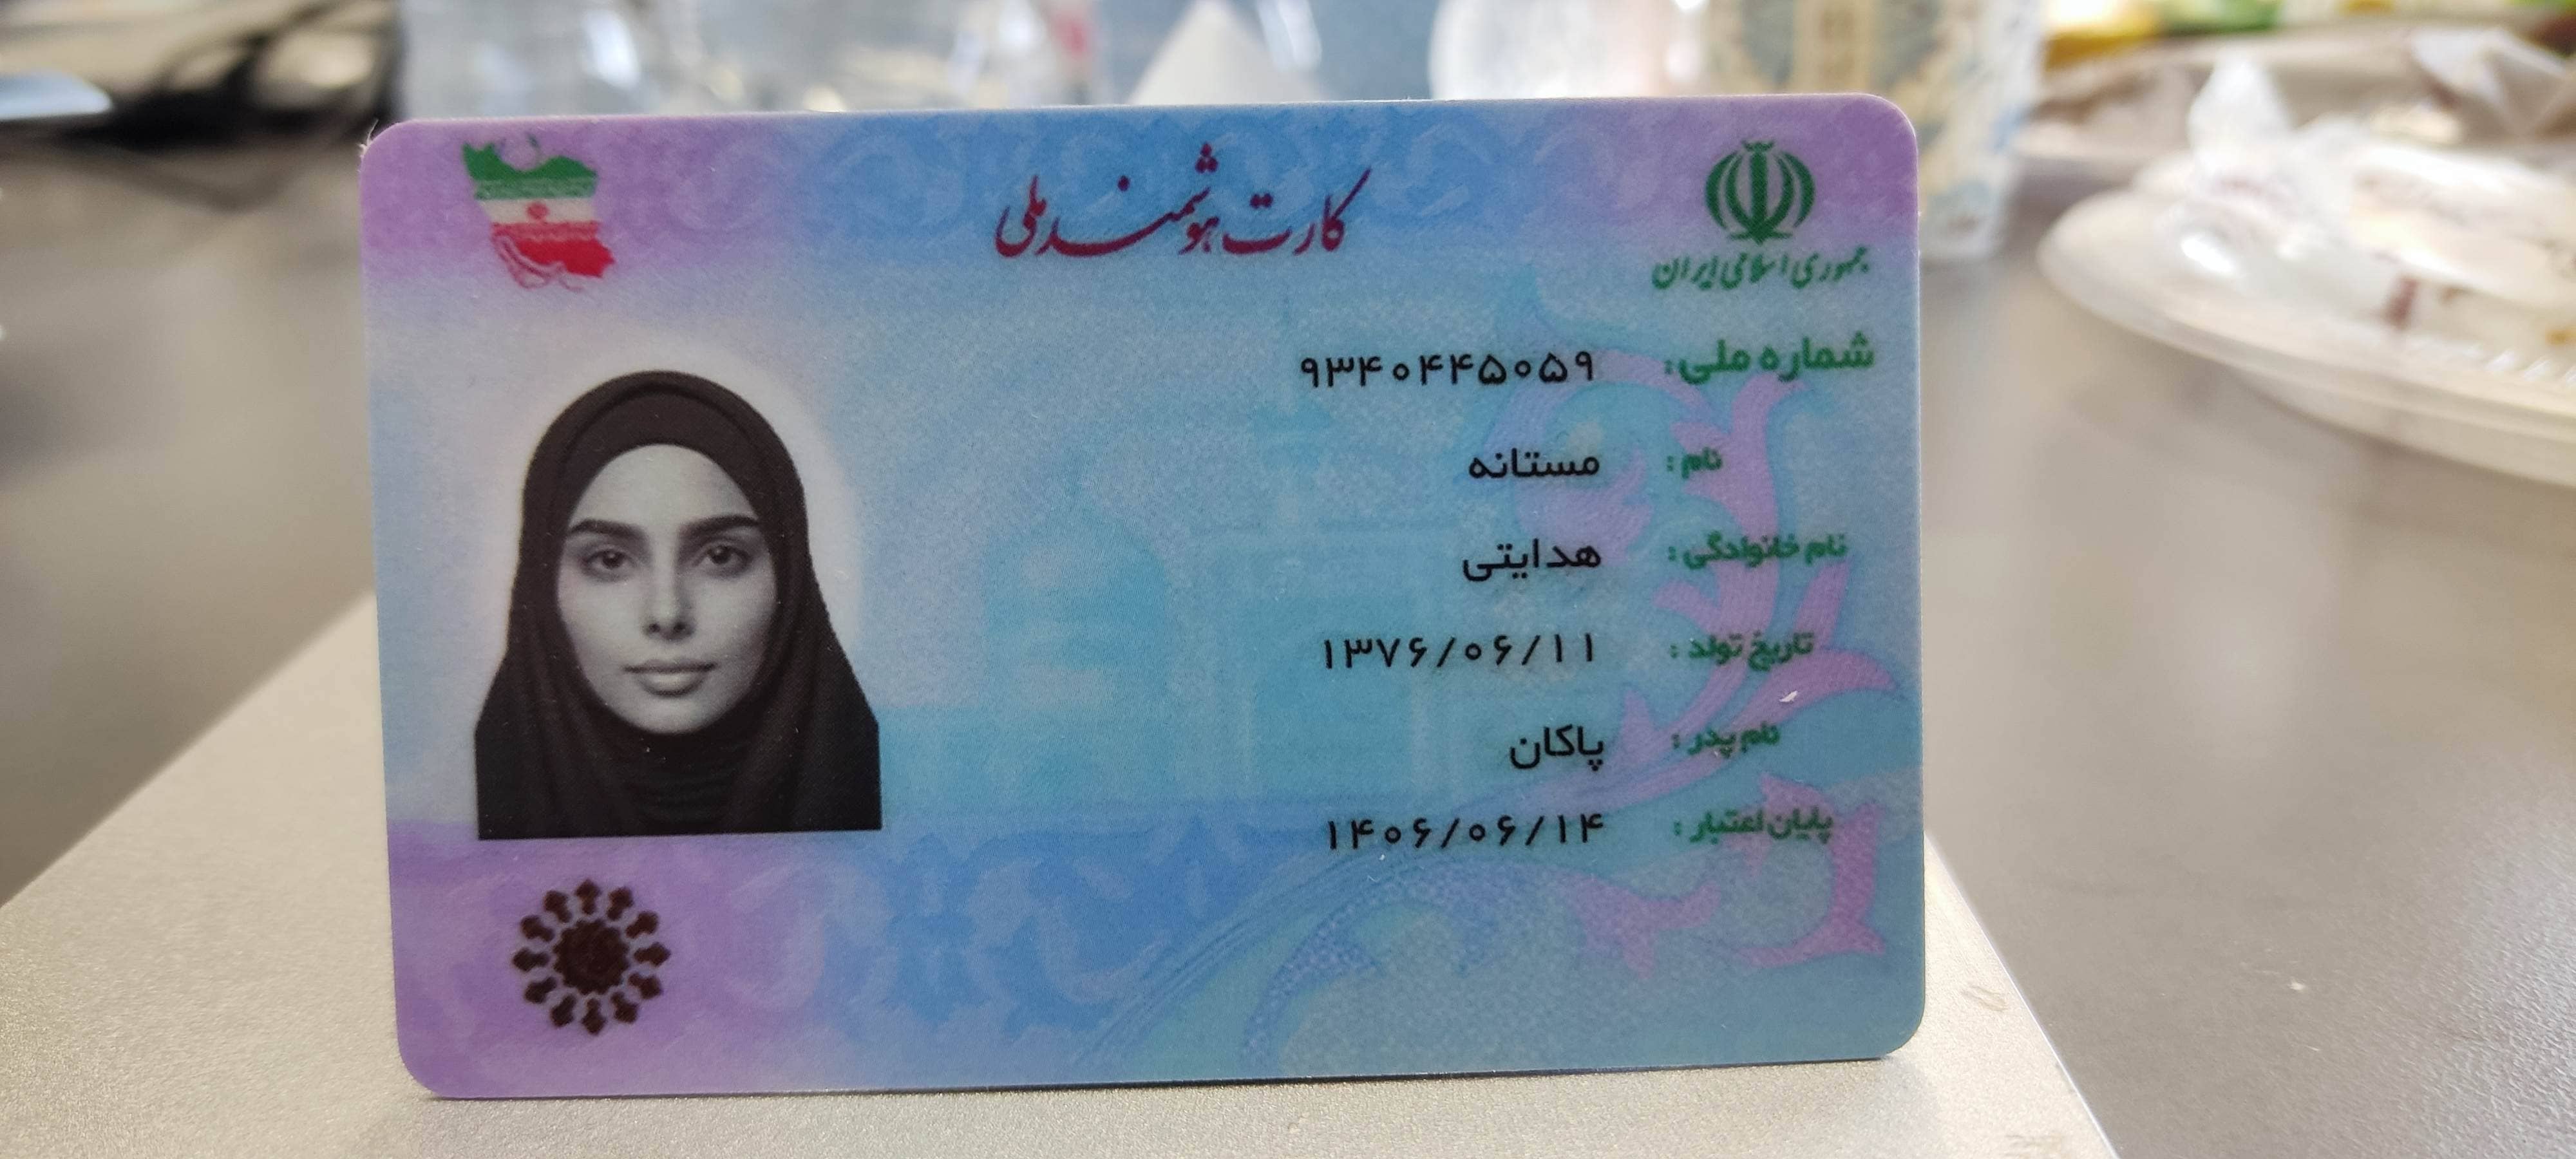 کارت هوشمند ملی
جمهوری اسلامی ایران
شماره ملی: ۹۳۴۰۴۴۵۰۵۹
نام: مستانه
نام خانوادگی: هدایتی
تاریخ تولد: ۱۳۷۶/۰۶/۱۱
نام پدر: پاکان
پایان اعتبار: ۱۴۰۶/۰۶/۱۴